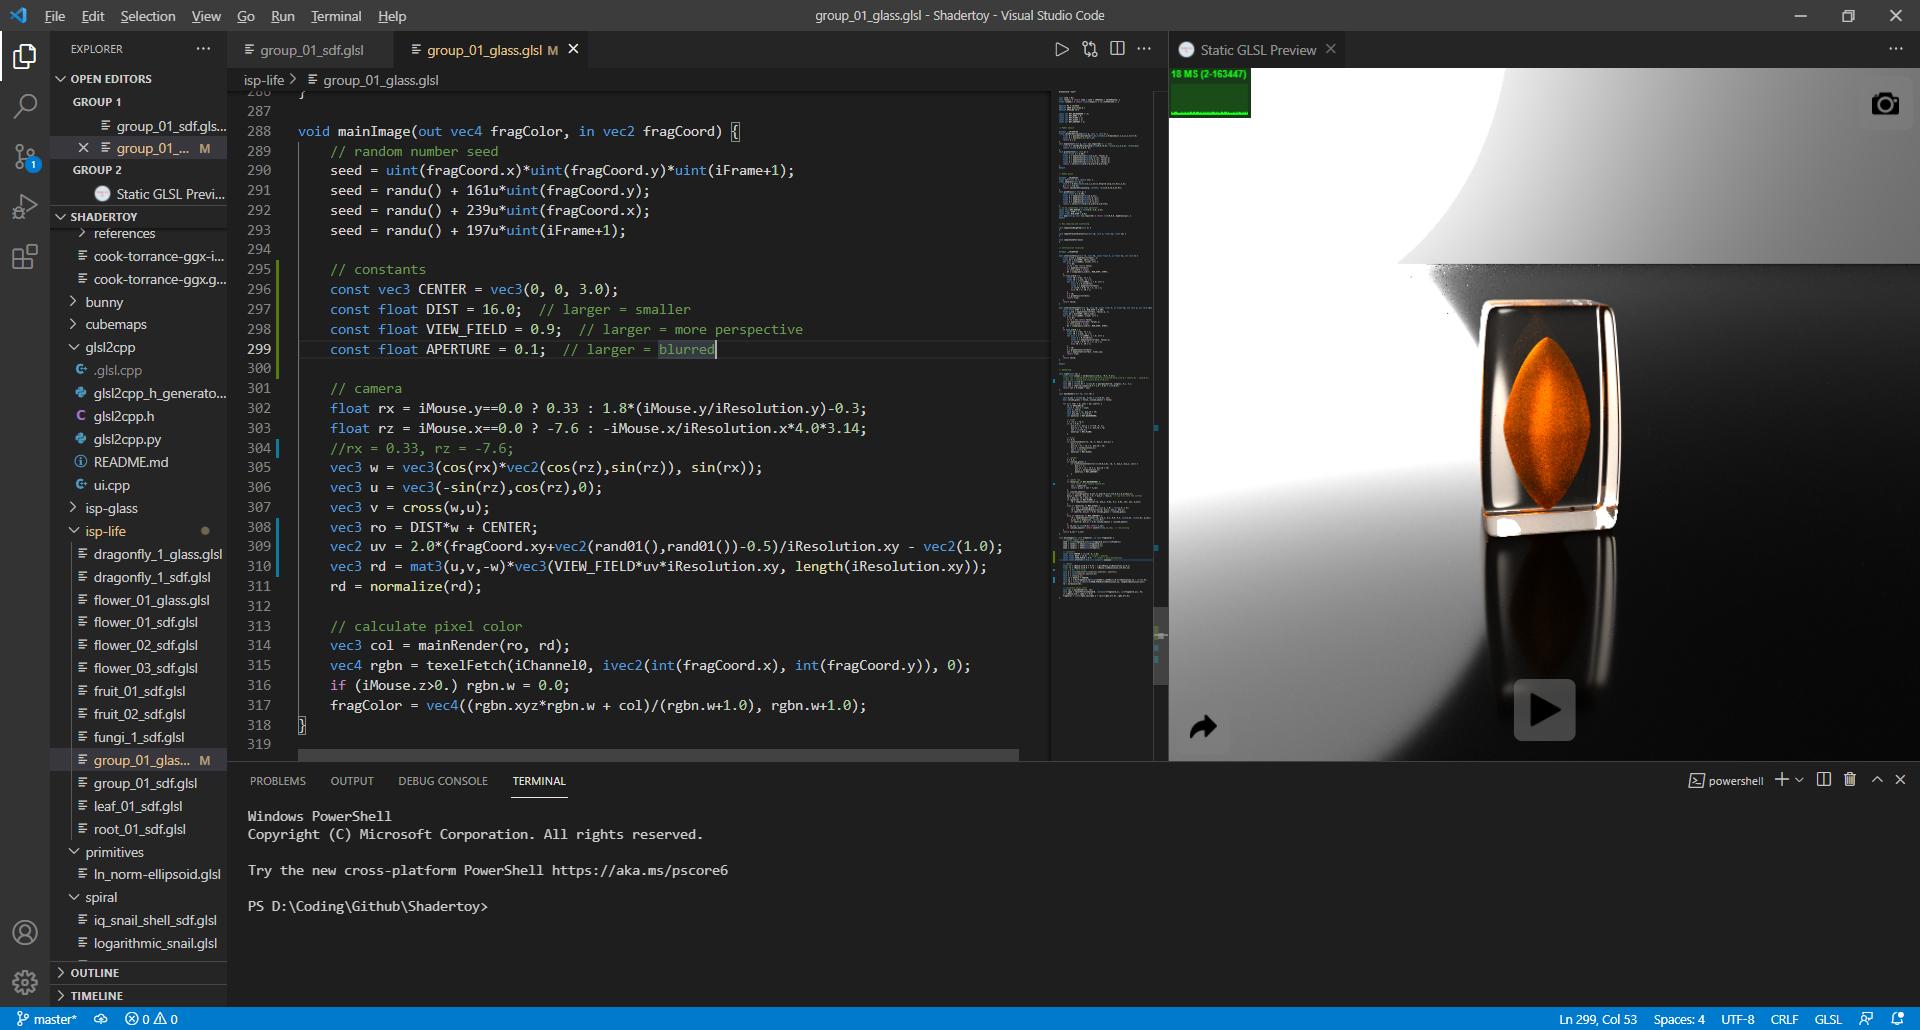 File Edit Selection View Go Run Terminal Help
group_01_glass.glsl - Shadertoy - Visual Studio Code
EXPLORER
OPEN EDITORS
GROUP 1
group_01_sdf.gls...
group_01_... M
GROUP 2
Static GLSL Previ...
SHADERTOY
references
cook-torrance-ggx-i...
cook-torrance-ggx.g...
bunny
cubemaps
glsl2cpp
.glsl.cpp
glsl2cpp_h_generato...
glsl2cpp.h
glsl2cpp.py
README.md
ui.cpp
isp-glass
isp-life
dragonfly_1_glass.glsl
dragonfly_1_sdf.glsl
flower_01_glass.glsl
flower_01_sdf.glsl
flower_02_sdf.glsl
flower_03_sdf.glsl
fruit_01_sdf.glsl
fruit_02_sdf.glsl
fungi_1_sdf.glsl
group_01_glas... M
group_01_sdf.glsl
leaf_01_sdf.glsl
root_01_sdf.glsl
primitives
ln_norm-ellipsoid.glsl
spiral
iq_snail_shell_sdf.glsl
logarithmic_snail.glsl
OUTLINE
TIMELINE
1
group_01_sdf.glsl
group_01_glass.glsl M
isp-life > group_01_glass.glsl
286 }
287
288 void mainImage(out vec4 fragColor, in vec2 fragCoord) {
289 // random number seed
290 seed = uint(fragCoord.x)*uint(fragCoord.y)*uint(iFrame+1);
291 seed = randu() + 161u*uint(fragCoord.y);
292 seed = randu() + 239u*uint(fragCoord.x);
293 seed = randu() + 197u*uint(iFrame+1);
294
295 // constants
296 const vec3 CENTER = vec3(0, 0, 3.0);
297 const float DIST = 16.0; // larger = smaller
298 const float VIEW_FIELD = 0.9; // larger = more perspective
299 const float APERTURE = 0.1; // larger = blurred
300
301 // camera
302 float rx = iMouse.y==0.0 ? 0.33 : 1.8*(iMouse.y/iResolution.y)-0.3;
303 float rz = iMouse.x==0.0 ? -7.6 : -iMouse.x/iResolution.x*4.0*3.14;
304 //rx = 0.33, rz = -7.6;
305 vec3 w = vec3(cos(rx)*vec2(cos(rz),sin(rz)), sin(rx));
306 vec3 u = vec3(-sin(rz),cos(rz),0);
307 vec3 v = cross(w,u);
308 vec3 ro = DIST*w + CENTER;
309 vec2 uv = 2.0*(fragCoord.xy+vec2(rand01(),rand01())-0.5)/iResolution.xy - vec2(1.0);
310 vec3 rd = mat3(u,v,-w)*vec3(VIEW_FIELD*uv*iResolution.xy, length(iResolution.xy));
311 rd = normalize(rd);
312
313 // calculate pixel color
314 vec3 col = mainRender(ro, rd);
315 vec4 rgbn = texelFetch(iChannel0, ivec2(int(fragCoord.x), int(fragCoord.y)), 0);
316 if (iMouse.z>0.) rgbn.w = 0.0;
317 fragColor = vec4((rgbn.xyz*rgbn.w + col)/(rgbn.w+1.0), rgbn.w+1.0);
318 }
319
Static GLSL Preview
18 MS (2-163447)
PROBLEMS OUTPUT DEBUG CONSOLE TERMINAL
powershell
Windows PowerShell
Copyright (C) Microsoft Corporation. All rights reserved.
Try the new cross-platform PowerShell https://aka.ms/pscore6
PS D:\Coding\Github\Shadertoy>
master* 0 0
Ln 299, Col 53 Spaces: 4 UTF-8 CRLF GLSL